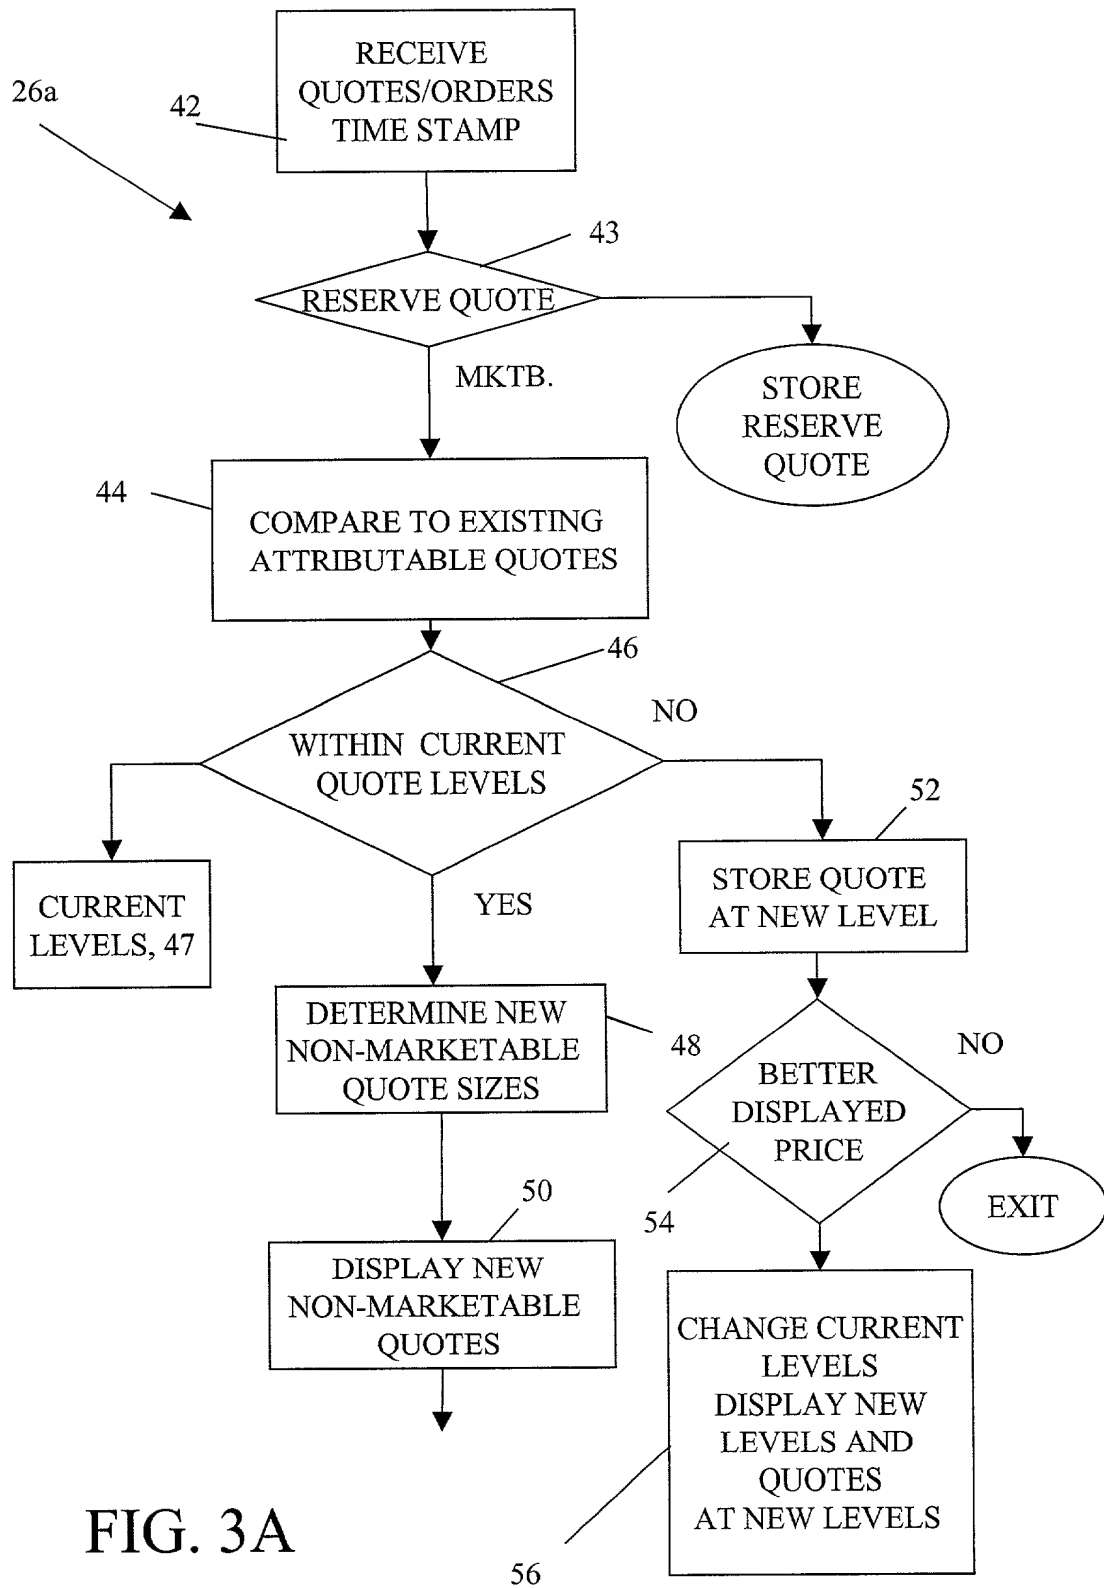 26a
42
RECEIVE
QUOTES/ORDERS
TIME STAMP
43
RESERVE QUOTE
MKTB.
STORE
RESERVE
QUOTE
44
COMPARE TO EXISTING
ATTRIBUTABLE QUOTES
46
NO
WITHIN CURRENT
QUOTE LEVELS
CURRENT
LEVELS, 47
YES
52
STORE QUOTE
AT NEW LEVEL
DETERMINE NEW
NON-MARKETABLE
QUOTE SIZES
48
NO
BETTER
DISPLAYED
PRICE
54
EXIT
50
DISPLAY NEW
NON-MARKETABLE
QUOTES
CHANGE CURRENT
LEVELS
DISPLAY NEW
LEVELS AND
QUOTES
AT NEW LEVELS
56
FIG. 3A